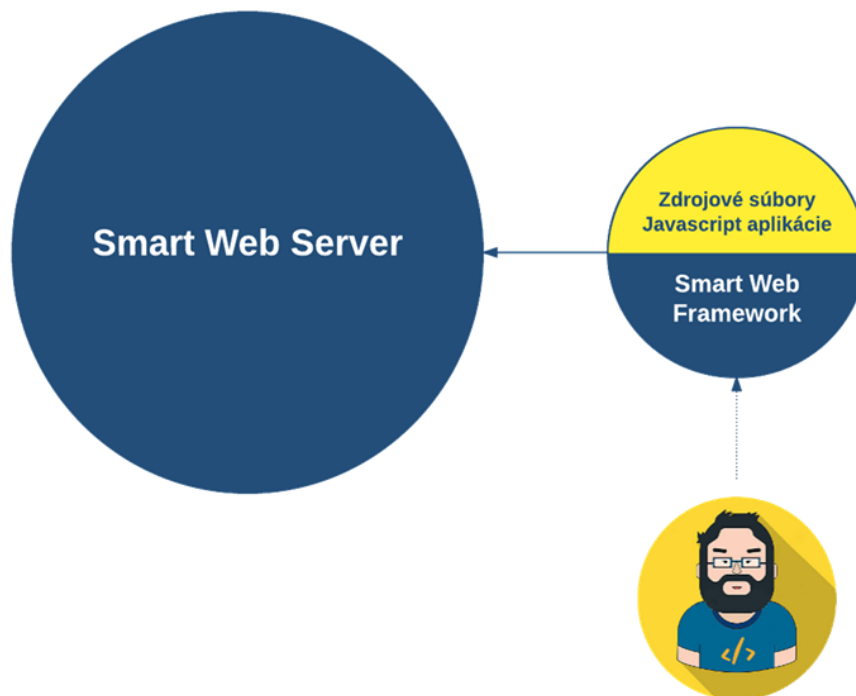 Smart Web Server
Zdrojové súbory
Javascript aplikácie
Smart Web
Framework
</>